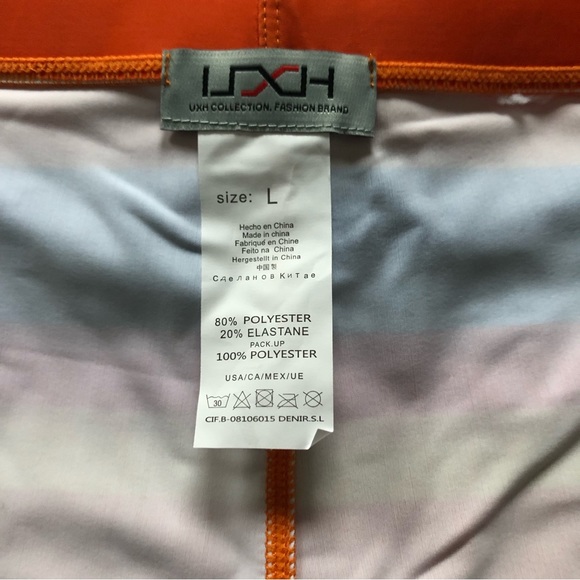 UXH
UXH COLLECTION. FASHION BRAND
size: L
Hecho en China
Made in china
Fabriqué en Chine
Feito na China
Hergestellt in China
中国製
Сделанов Китае
80% POLYESTER
20% ELASTANE
PACK.UP
100% POLYESTER
USA/CA/MEX/UE
30
CIF.B-08106015 DENIR.S.L